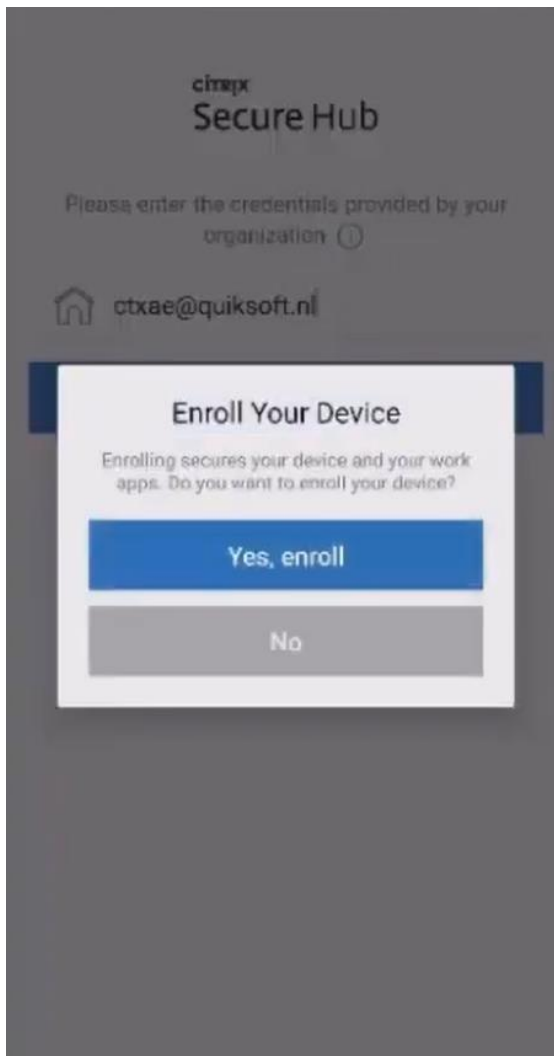 citrix
Secure Hub
Please enter the credentials provided by your
organization
ctxae@quiksoft.nl
Enroll Your Device
Enrolling secures your device and your work
apps. Do you want to enroll your device?
Yes, enroll
No